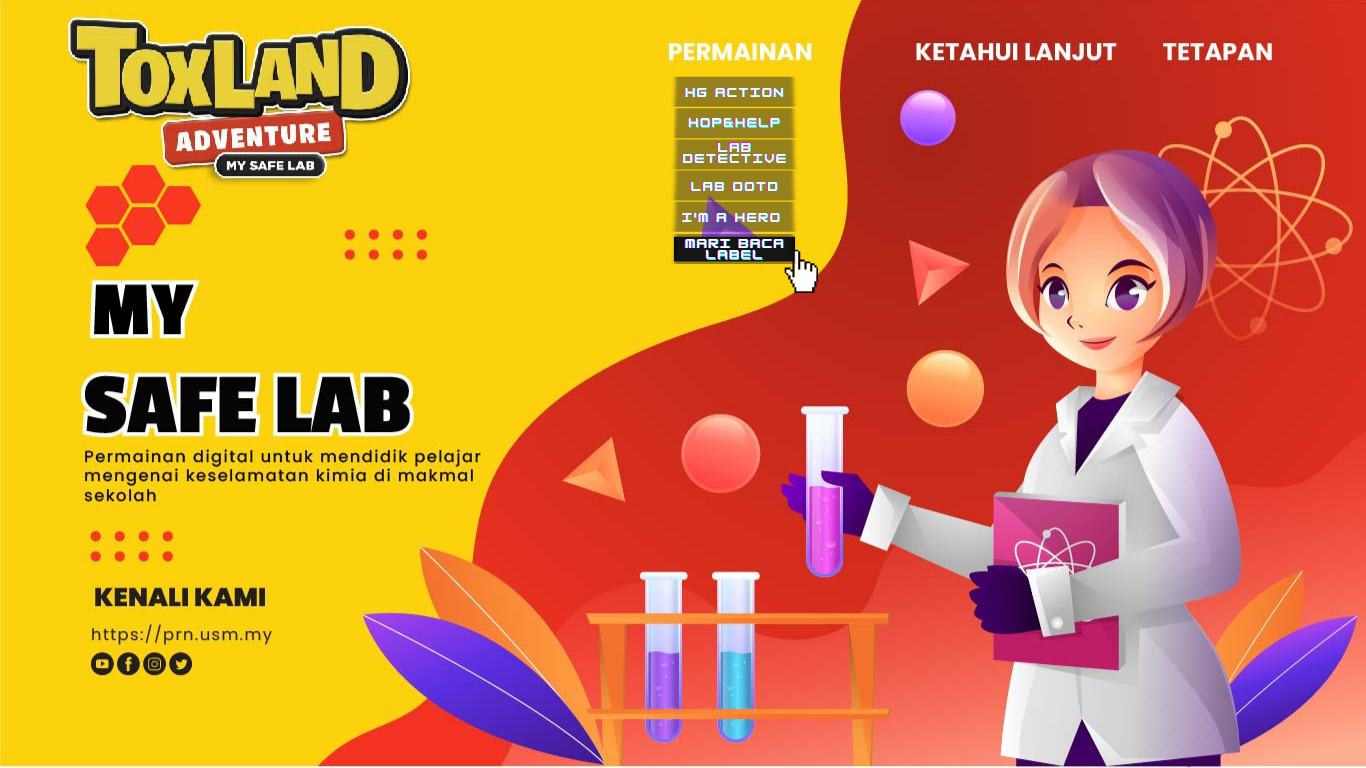 TOXLAND
ADVENTURE
MY SAFE LAB
PERMAINAN
KETAHUI LANJUT
TETAPAN
HG ACTION
HOP&HELP
LAB
DETECTIVE
LAB OOTD
I'M A HERO
MARI BACA
LABEL
MY
SAFE LAB
Permainan digital untuk mendidik pelajar
mengenai keselamatan kimia di makmal
sekolah
KENALI KAMI
https://prn.usm.my